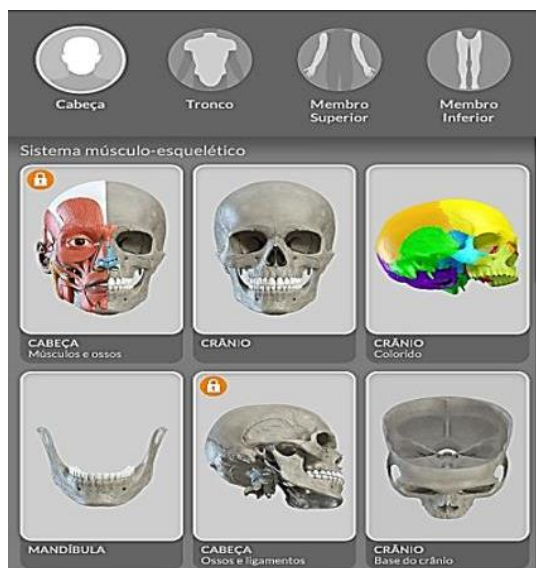 Cabeça
Tronco
Membro
Superior
Membro
Inferior
Sistema músculo-esquelético
CABEÇA
Músculos e ossos
CRÂNIO
CRÂNIO
Colorido
MANDÍBULA
CABEÇA
Ossos e ligamentos
CRÂNIO
Base do crânio